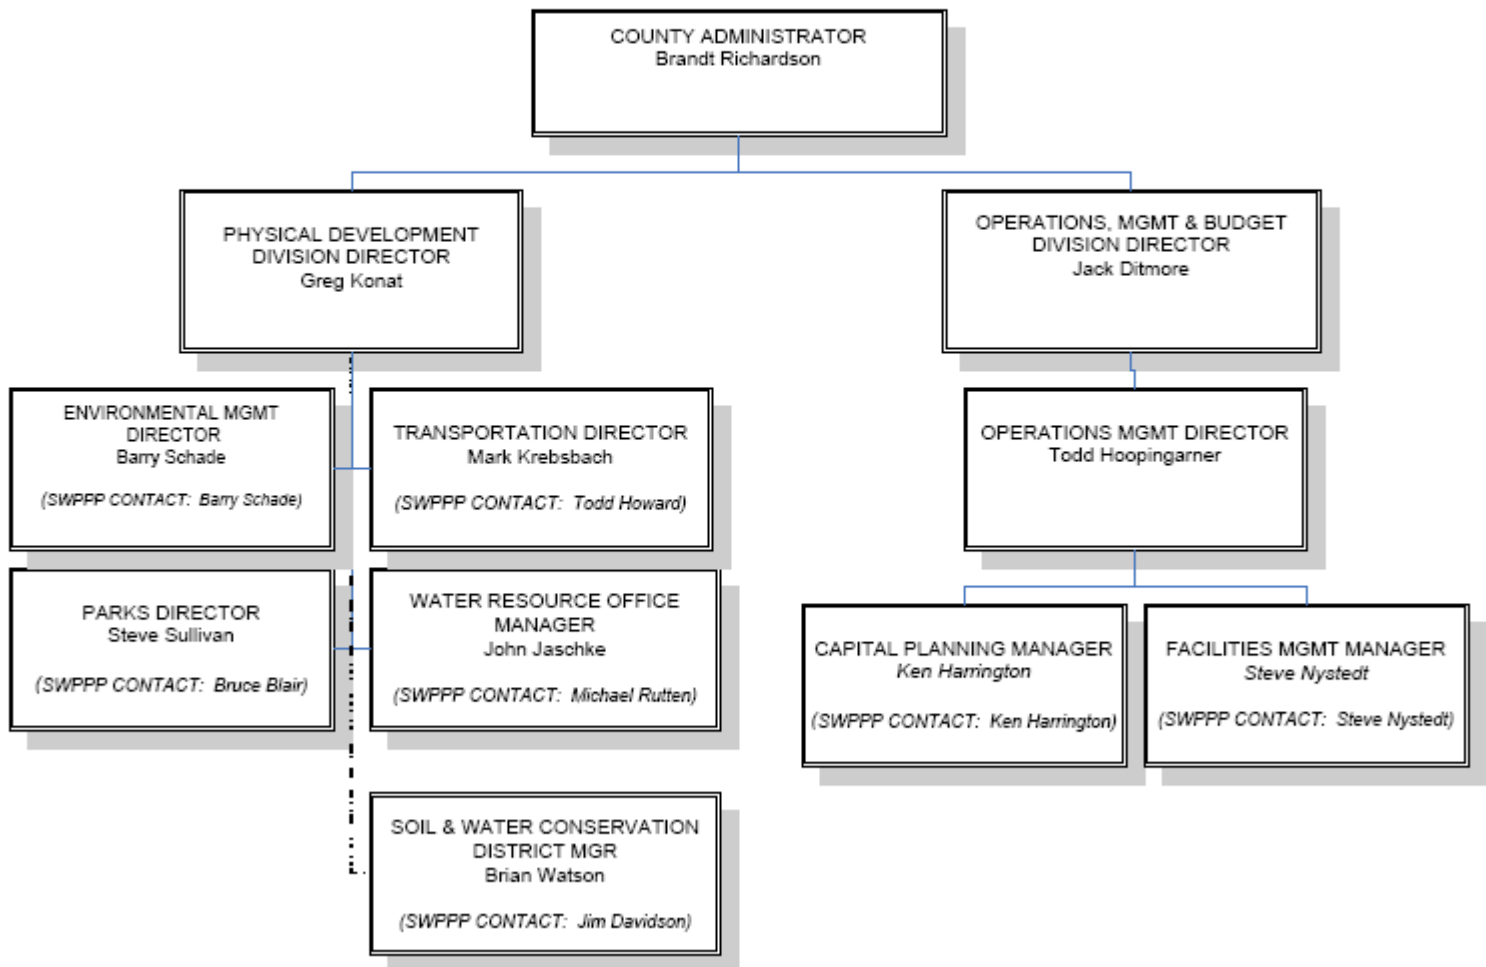 COUNTY ADMINISTRATOR
Brandt Richardson
PHYSICAL DEVELOPMENT
DIVISION DIRECTOR
Greg Konat
OPERATIONS, MGMT & BUDGET
DIVISION DIRECTOR
Jack Ditmore
ENVIRONMENTAL MGMT
DIRECTOR
Barry Schade
(SWPPP CONTACT: Barry Schade)
TRANSPORTATION DIRECTOR
Mark Krebsbach
(SWPPP CONTACT: Todd Howard)
OPERATIONS MGMT DIRECTOR
Todd Hoopingarner
PARKS DIRECTOR
Steve Sullivan
(SWPPP CONTACT: Bruce Blair)
WATER RESOURCE OFFICE
MANAGER
John Jaschke
(SWPPP CONTACT: Michael Rutten)
CAPITAL PLANNING MANAGER
Ken Harrington
(SWPPP CONTACT: Ken Harrington)
FACILITIES MGMT MANAGER
Steve Nystedt
(SWPPP CONTACT: Steve Nystedt)
SOIL & WATER CONSERVATION
DISTRICT MGR
Brian Watson
(SWPPP CONTACT: Jim Davidson)